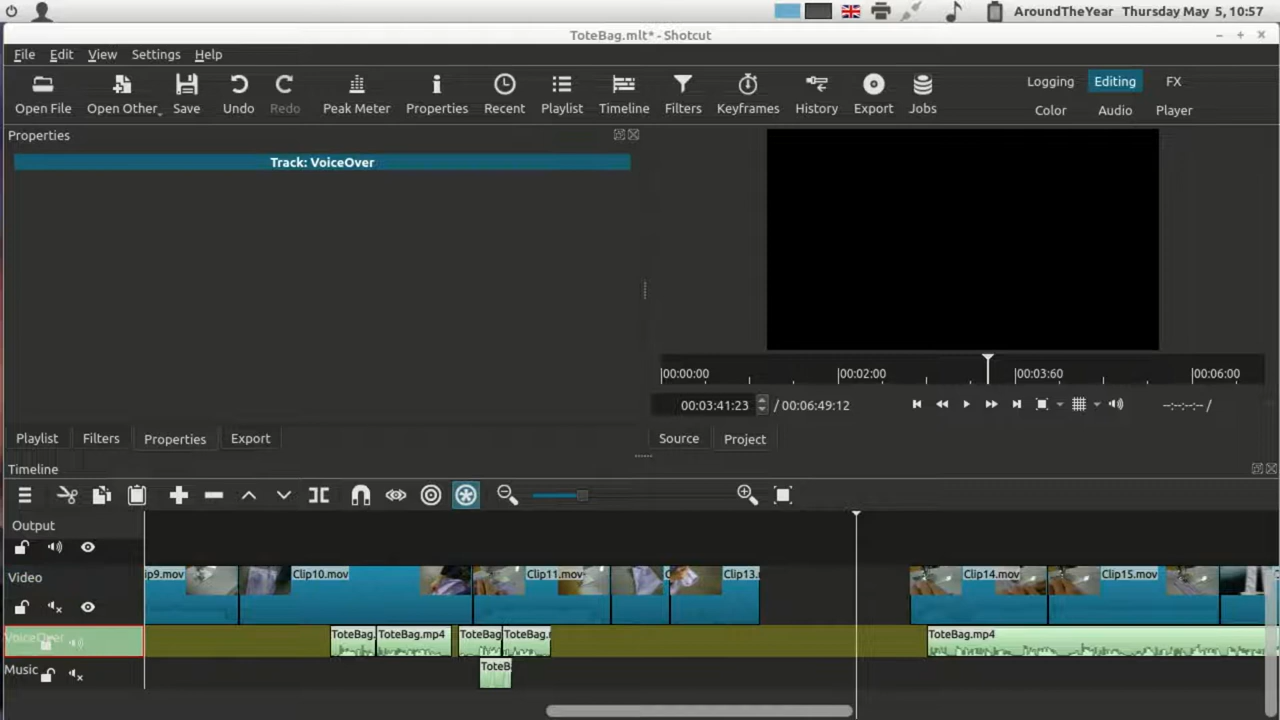 AroundTheYear Thursday May 5, 10:57
ToteBag.mlt* - Shotcut
File Edit View Settings Help
Open File Open Other Save Undo Redo Peak Meter Properties Recent Playlist Timeline Filters Keyframes History Export Jobs
Logging Editing FX
Color Audio Player
Properties
Track: VoiceOver
00:00:00 00:02:00 00:03:60 00:06:00
00:03:41:23 / 00:06:49:12 --:--:--:-- /
Playlist Filters Properties Export
Source Project
Timeline
Output
Video
ip9.mov Clip10.mov Clip11.mov Clip13. Clip14.mov Clip15.mov
VoiceOver
ToteBag. ToteBag.mp4 ToteBag ToteBag. ToteBag.mp4
Music
ToteB